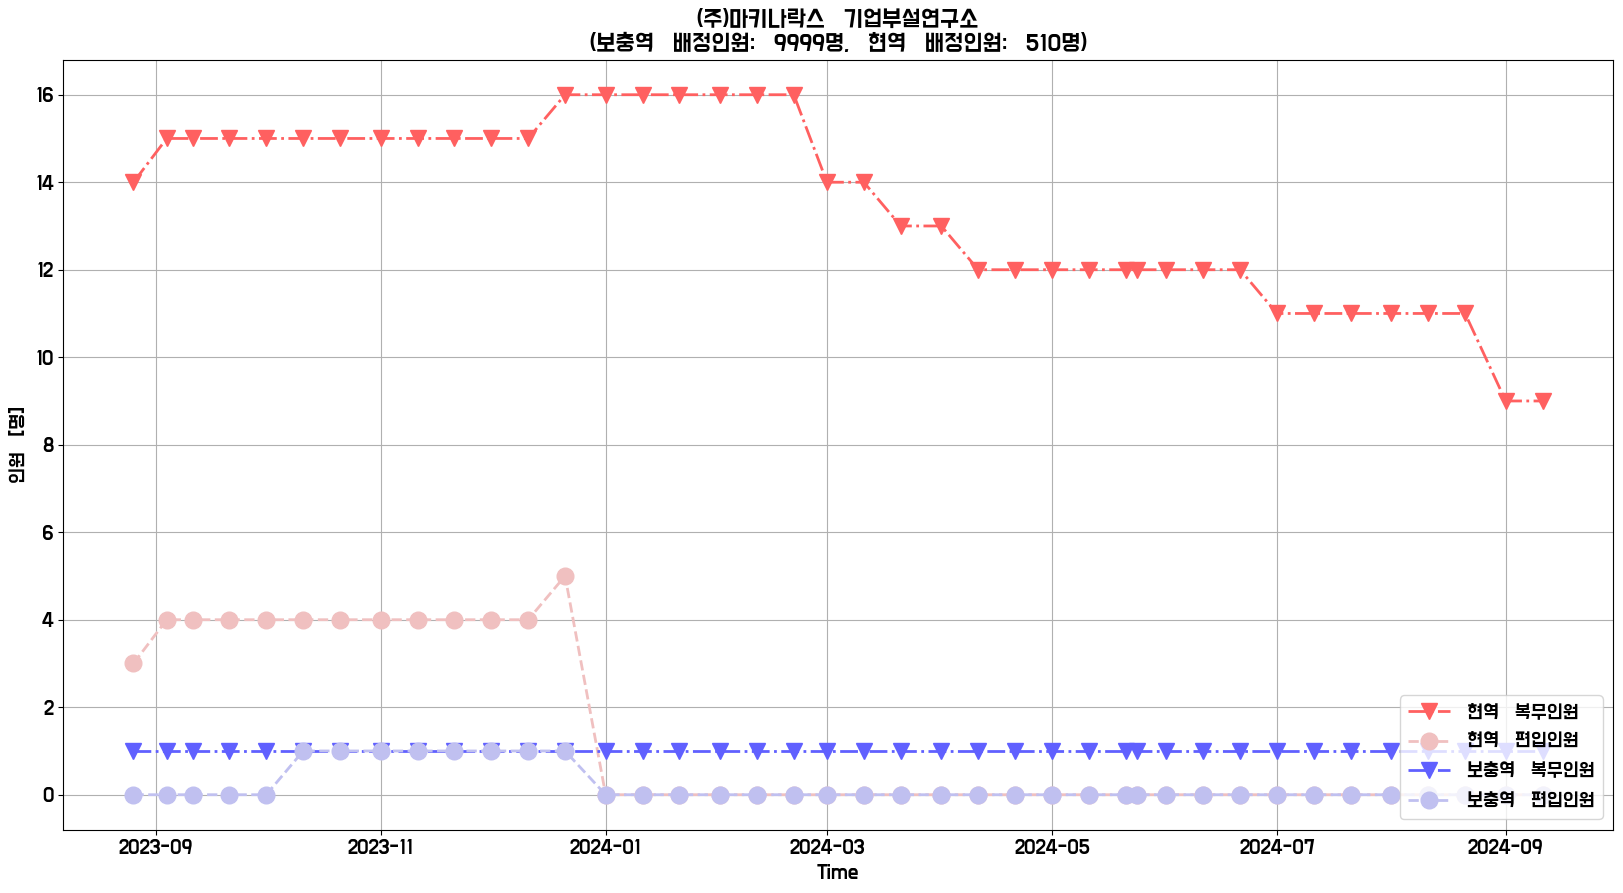 (주)마키나락스 기업부설연구소
(보충역 배정인원: 9999명, 현역 배정인원: 510명)
16
14
12
10
8
6
4
2
0
인원 [명]
현역 복무인원
현역 편입인원
보충역 복무인원
보충역 편입인원
2023-09 2023-11 2024-01 2024-03 2024-05 2024-07 2024-09
Time